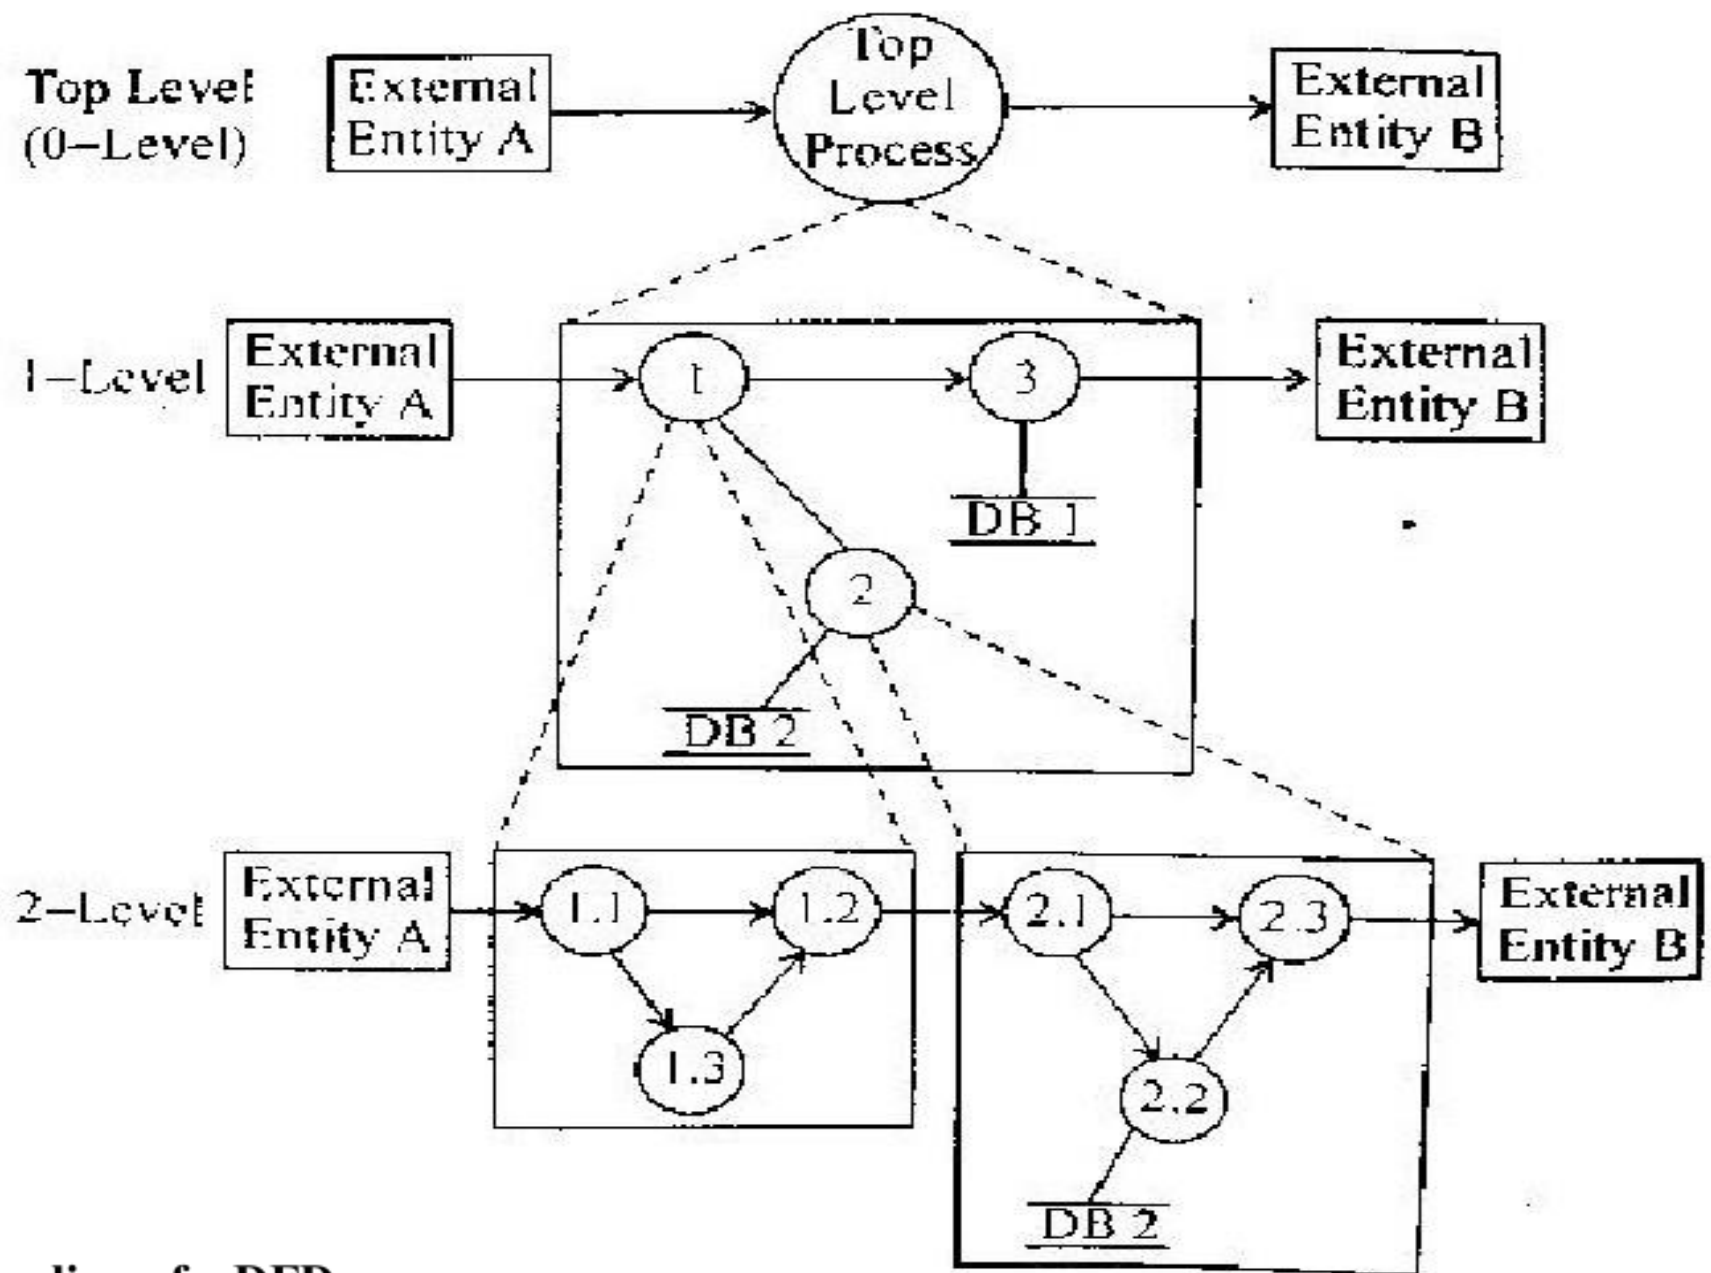 Top Level
(0-Level)
External
Entity A
Top
Level
Process
External
Entity B
1-Level
External
Entity A
1
3
External
Entity B
DB 1
2
DB 2
2-Level
External
Entity A
1.1
1.2
2.1
2.3
External
Entity B
1.3
2.2
DB 2